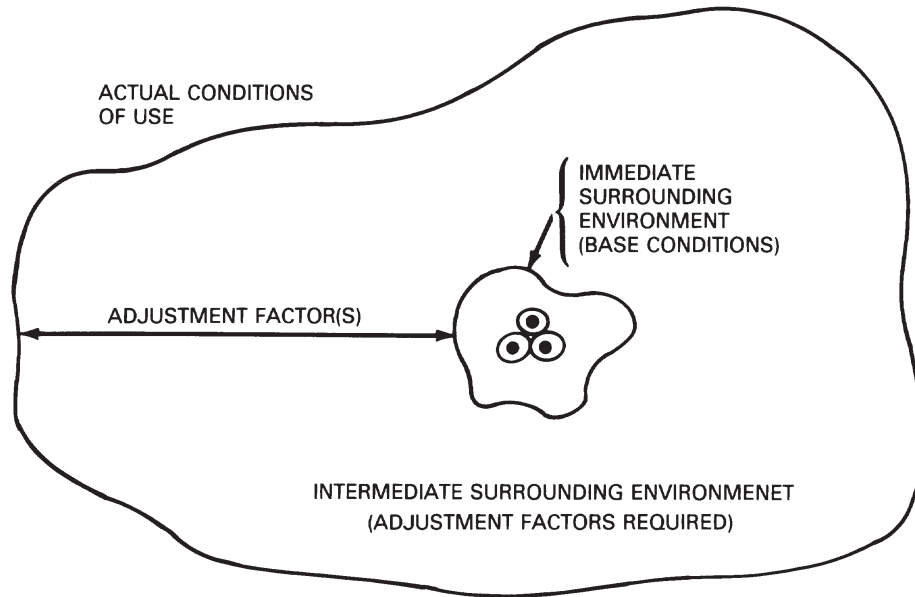 ACTUAL CONDITIONS
OF USE
IMMEDIATE
SURROUNDING
ENVIRONMENT
(BASE CONDITIONS)
ADJUSTMENT FACTOR(S)
INTERMEDIATE SURROUNDING ENVIRONMENET
(ADJUSTMENT FACTORS REQUIRED)